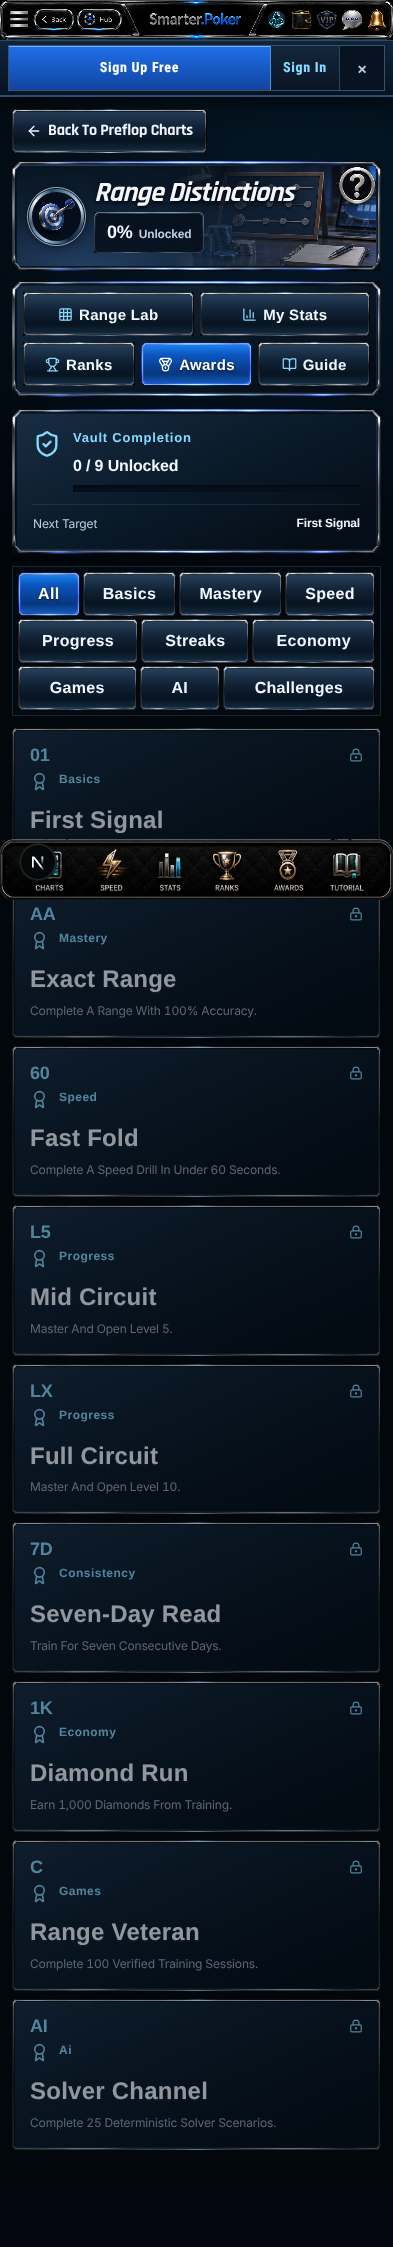 Back
Hub
Smarter.Poker
VIP
Sign Up Free
Sign In
×
Back To Preflop Charts
Range Distinctions
?
0% Unlocked
Range Lab
My Stats
Ranks
Awards
Guide
Vault Completion
0 / 9 Unlocked
Next Target
First Signal
All
Basics
Mastery
Speed
Progress
Streaks
Economy
Games
AI
Challenges
01
Basics
First Signal
N
CHARTS
SPEED
STATS
RANKS
AWARDS
TUTORIAL
AA
Mastery
Exact Range
Complete A Range With 100% Accuracy.
60
Speed
Fast Fold
Complete A Speed Drill In Under 60 Seconds.
L5
Progress
Mid Circuit
Master And Open Level 5.
LX
Progress
Full Circuit
Master And Open Level 10.
7D
Consistency
Seven-Day Read
Train For Seven Consecutive Days.
1K
Economy
Diamond Run
Earn 1,000 Diamonds From Training.
C
Games
Range Veteran
Complete 100 Verified Training Sessions.
AI
Ai
Solver Channel
Complete 25 Deterministic Solver Scenarios.